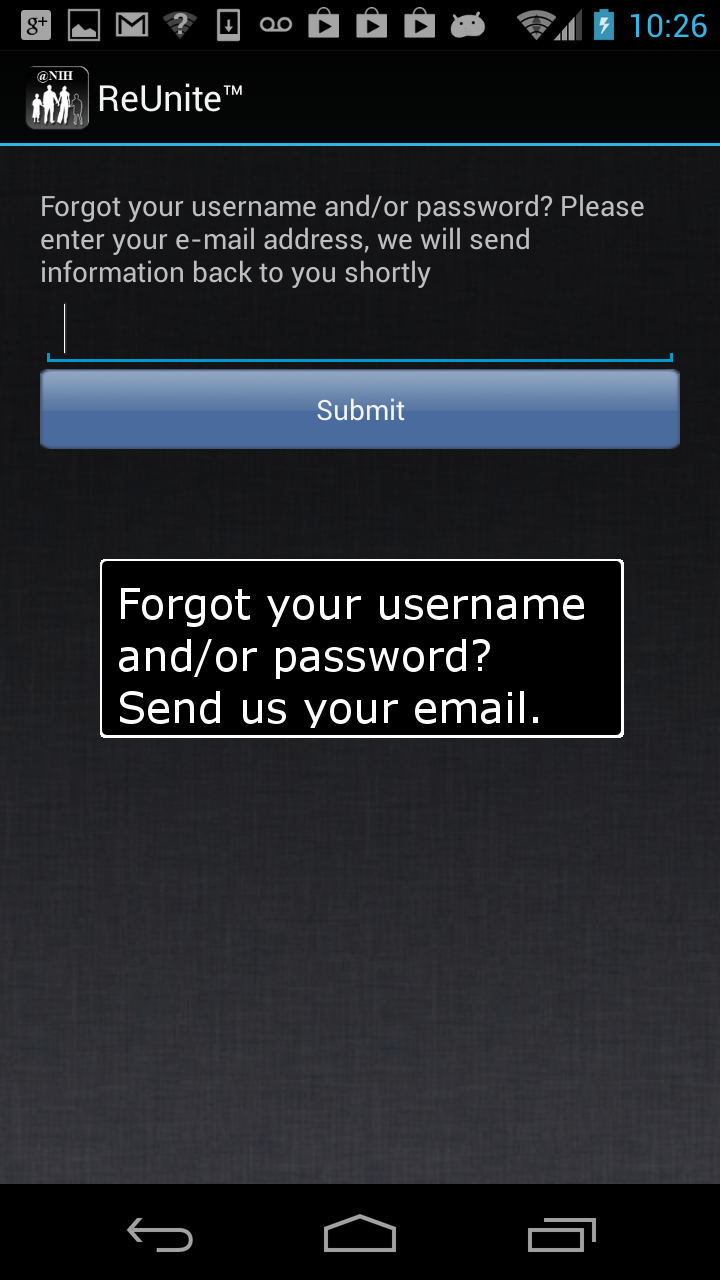 g+ 10:26
@NIH
ReUnite™
Forgot your username and/or password? Please
enter your e-mail address, we will send
information back to you shortly
Submit
Forgot your username
and/or password?
Send us your email.